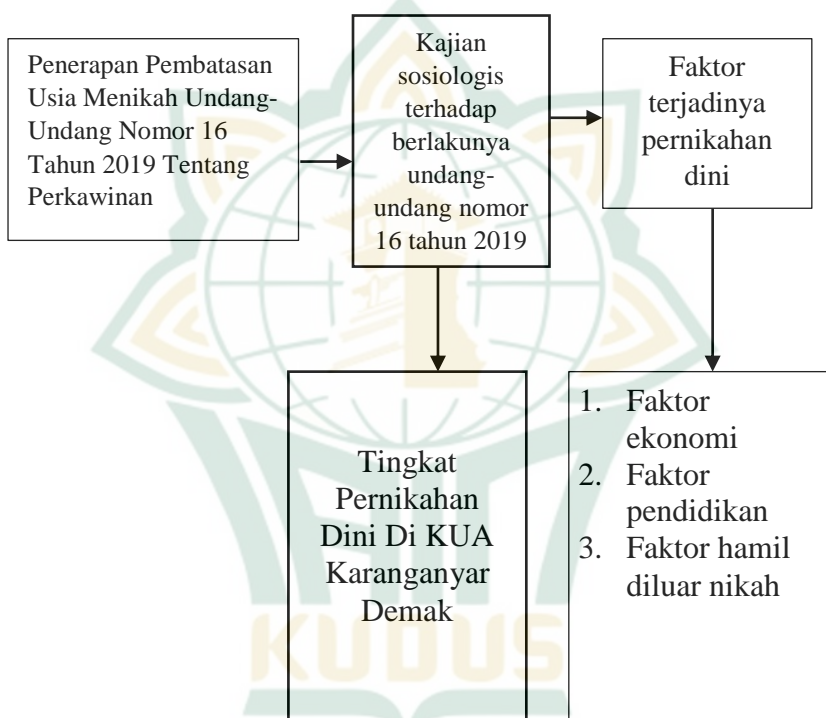 Penerapan Pembatasan
Usia Menikah Undang-
Undang Nomor 16
Tahun 2019 Tentang
Perkawinan
Kajian
sosiologis
terhadap
berlakunya
undang-
undang nomor
16 tahun 2019
Faktor
terjadinya
pernikahan
dini
Tingkat
Pernikahan
Dini Di KUA
Karanganyar
Demak
1. Faktor
ekonomi
2. Faktor
pendidikan
3. Faktor hamil
diluar nikah
KUDUS